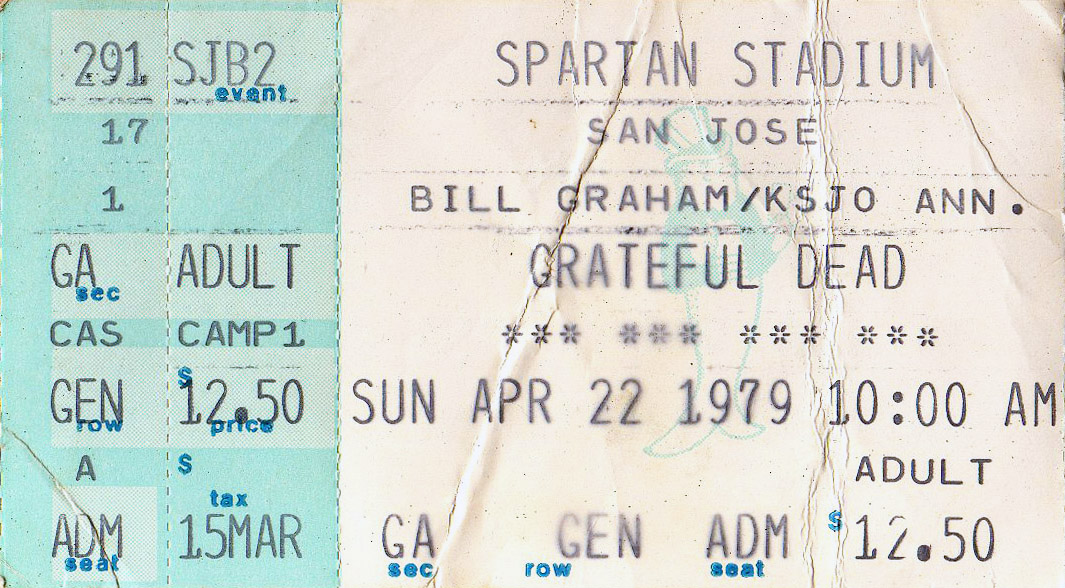 291 SJB2
event
17
1
GA ADULT
sec
CAS CAMP1
$
GEN 12.50
row price
A $
tax
ADM 15MAR
seat
SPARTAN STADIUM
SAN JOSE
BILL GRAHAM/KSJO ANN.
GRATEFUL DEAD
*** *** *** ***
SUN APR 22 1979 10:00 AM
ADULT
GA GEN ADM $12.50
sec row seat